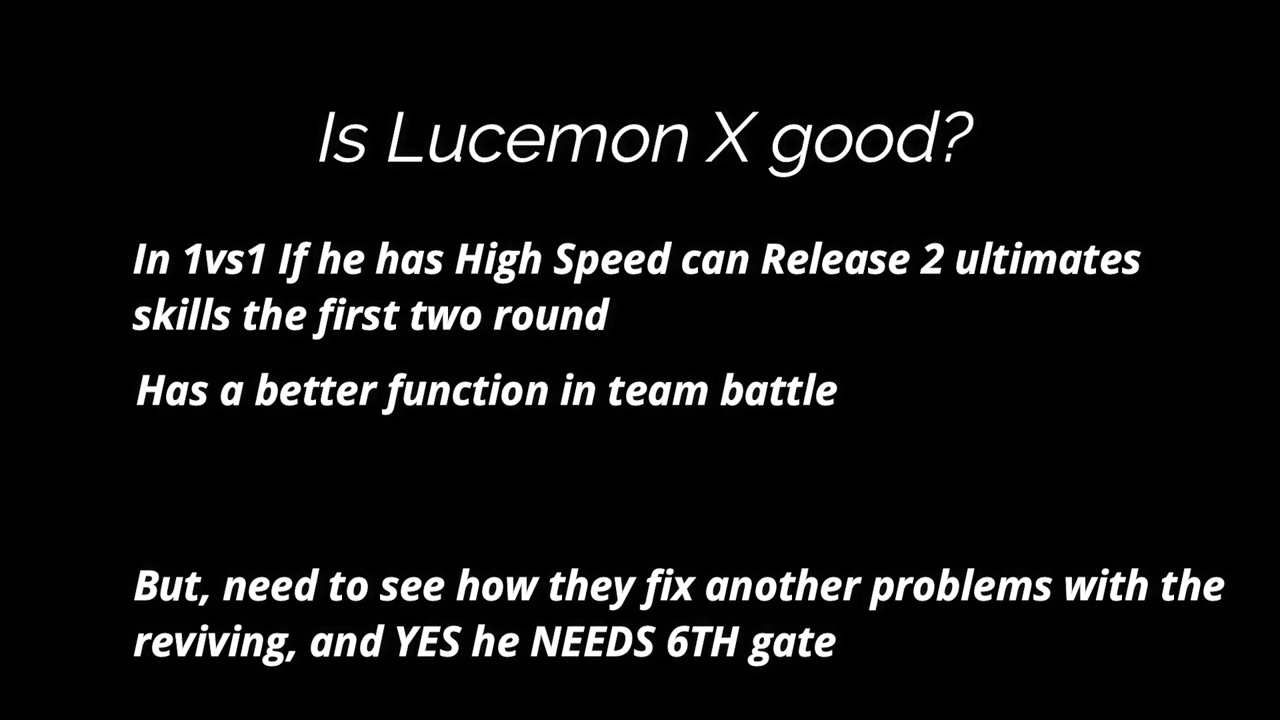 Is Lucemon X good?
In 1vs1 If he has High Speed can Release 2 ultimates
skills the first two round
Has a better function in team battle
But, need to see how they fix another problems with the
reviving, and YES he NEEDS 6TH gate